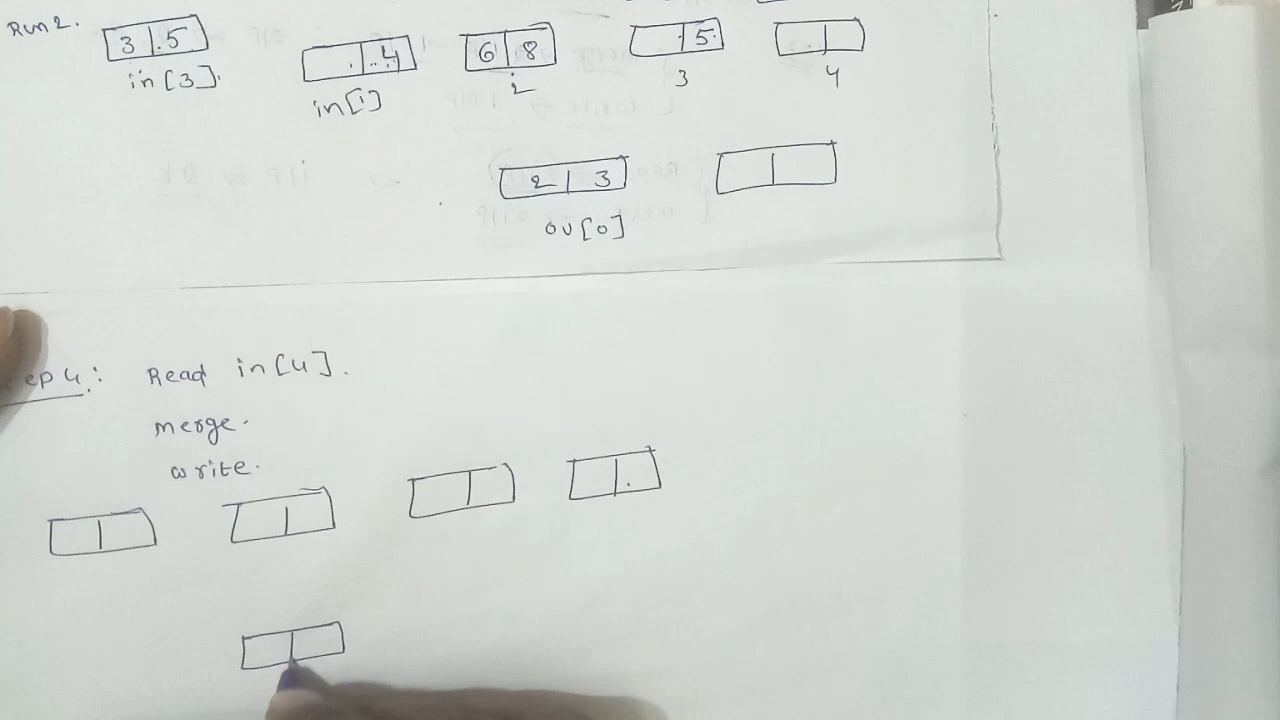 Run 2.
3 5
4
6 8
5
in [3].
in [1]
2
3
4
2 3
ou [0]
ep 4: Read in [4].
merge.
write.